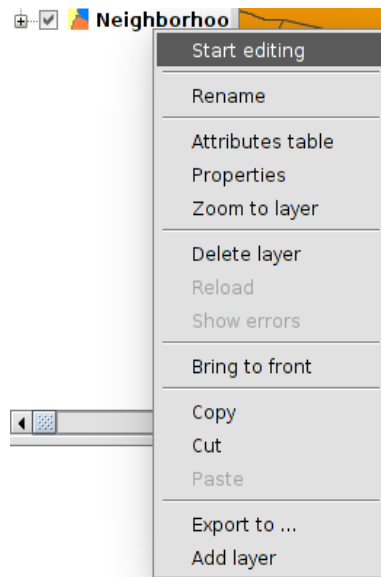 Neighborhoo
Start editing
Rename
Attributes table
Properties
Zoom to layer
Delete layer
Reload
Show errors
Bring to front
Copy
Cut
Paste
Export to ...
Add layer